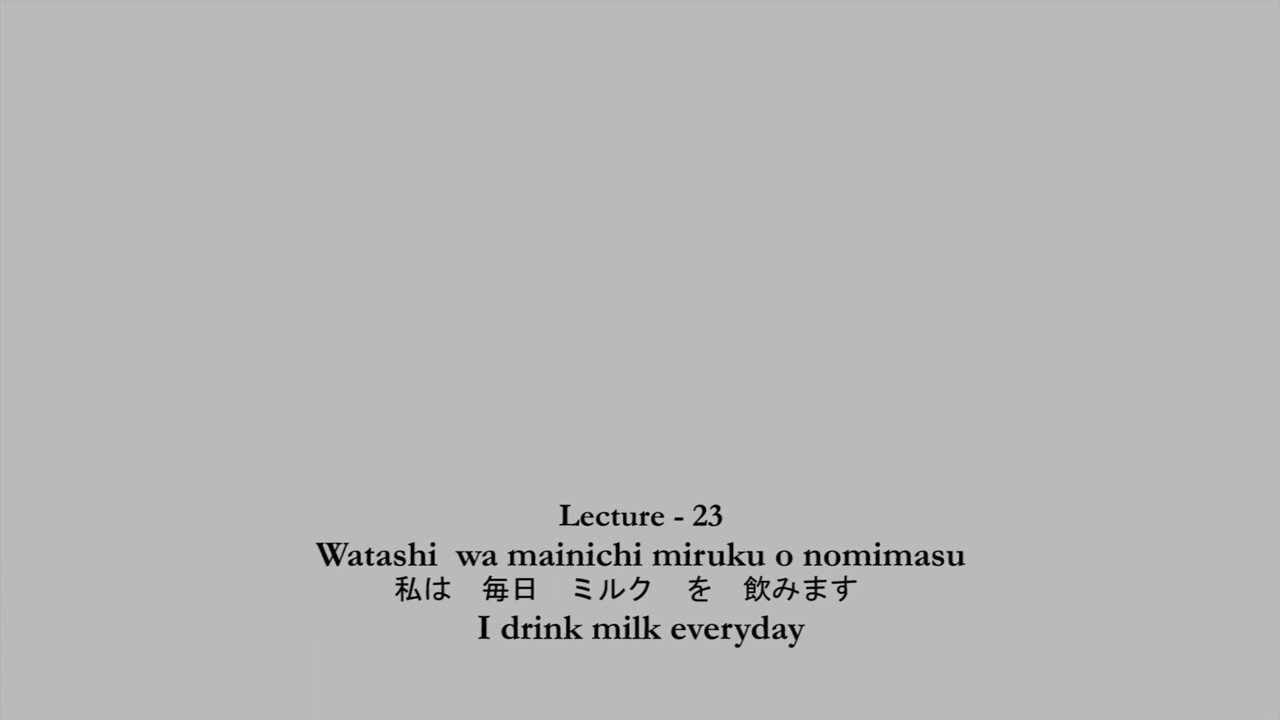 Lecture - 23
Watashi  wa mainichi miruku o nomimasu
私は　毎日　ミルク　を　飲みます
I drink milk everyday